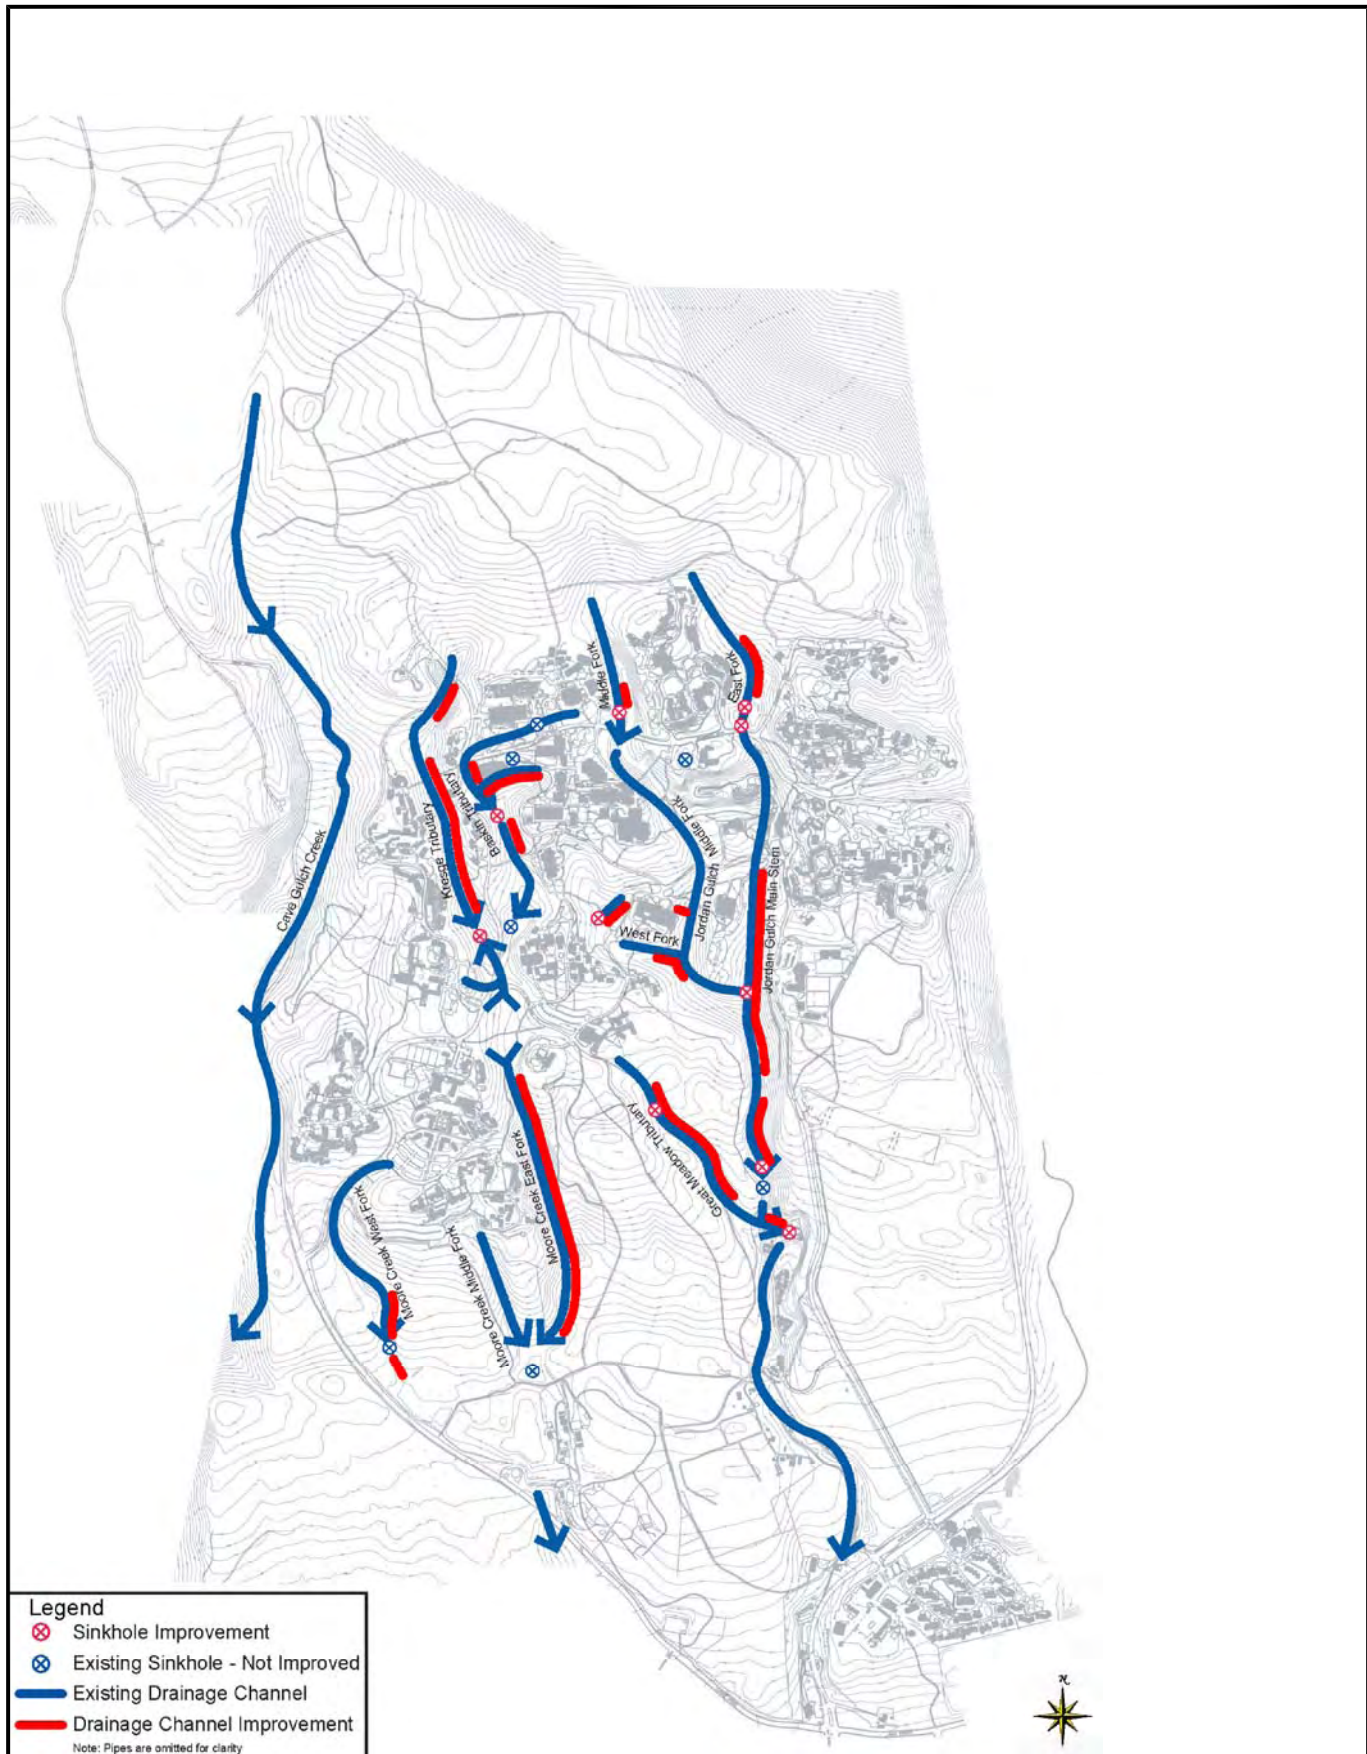 Middle Fork
East Fork
Kresge Tributary
Baskin Tributary
Cave Gulch Creek
Jordan Gulch Middle Fork
Jordan Gulch Main Stem
West Fork
Great Meadow Tributary
Moore Creek East Fork
Moore Creek West Fork
Moore Creek Middle Fork
Legend
Sinkhole Improvement
Existing Sinkhole - Not Improved
Existing Drainage Channel
Drainage Channel Improvement
Note: Pipes are omitted for clarity
N